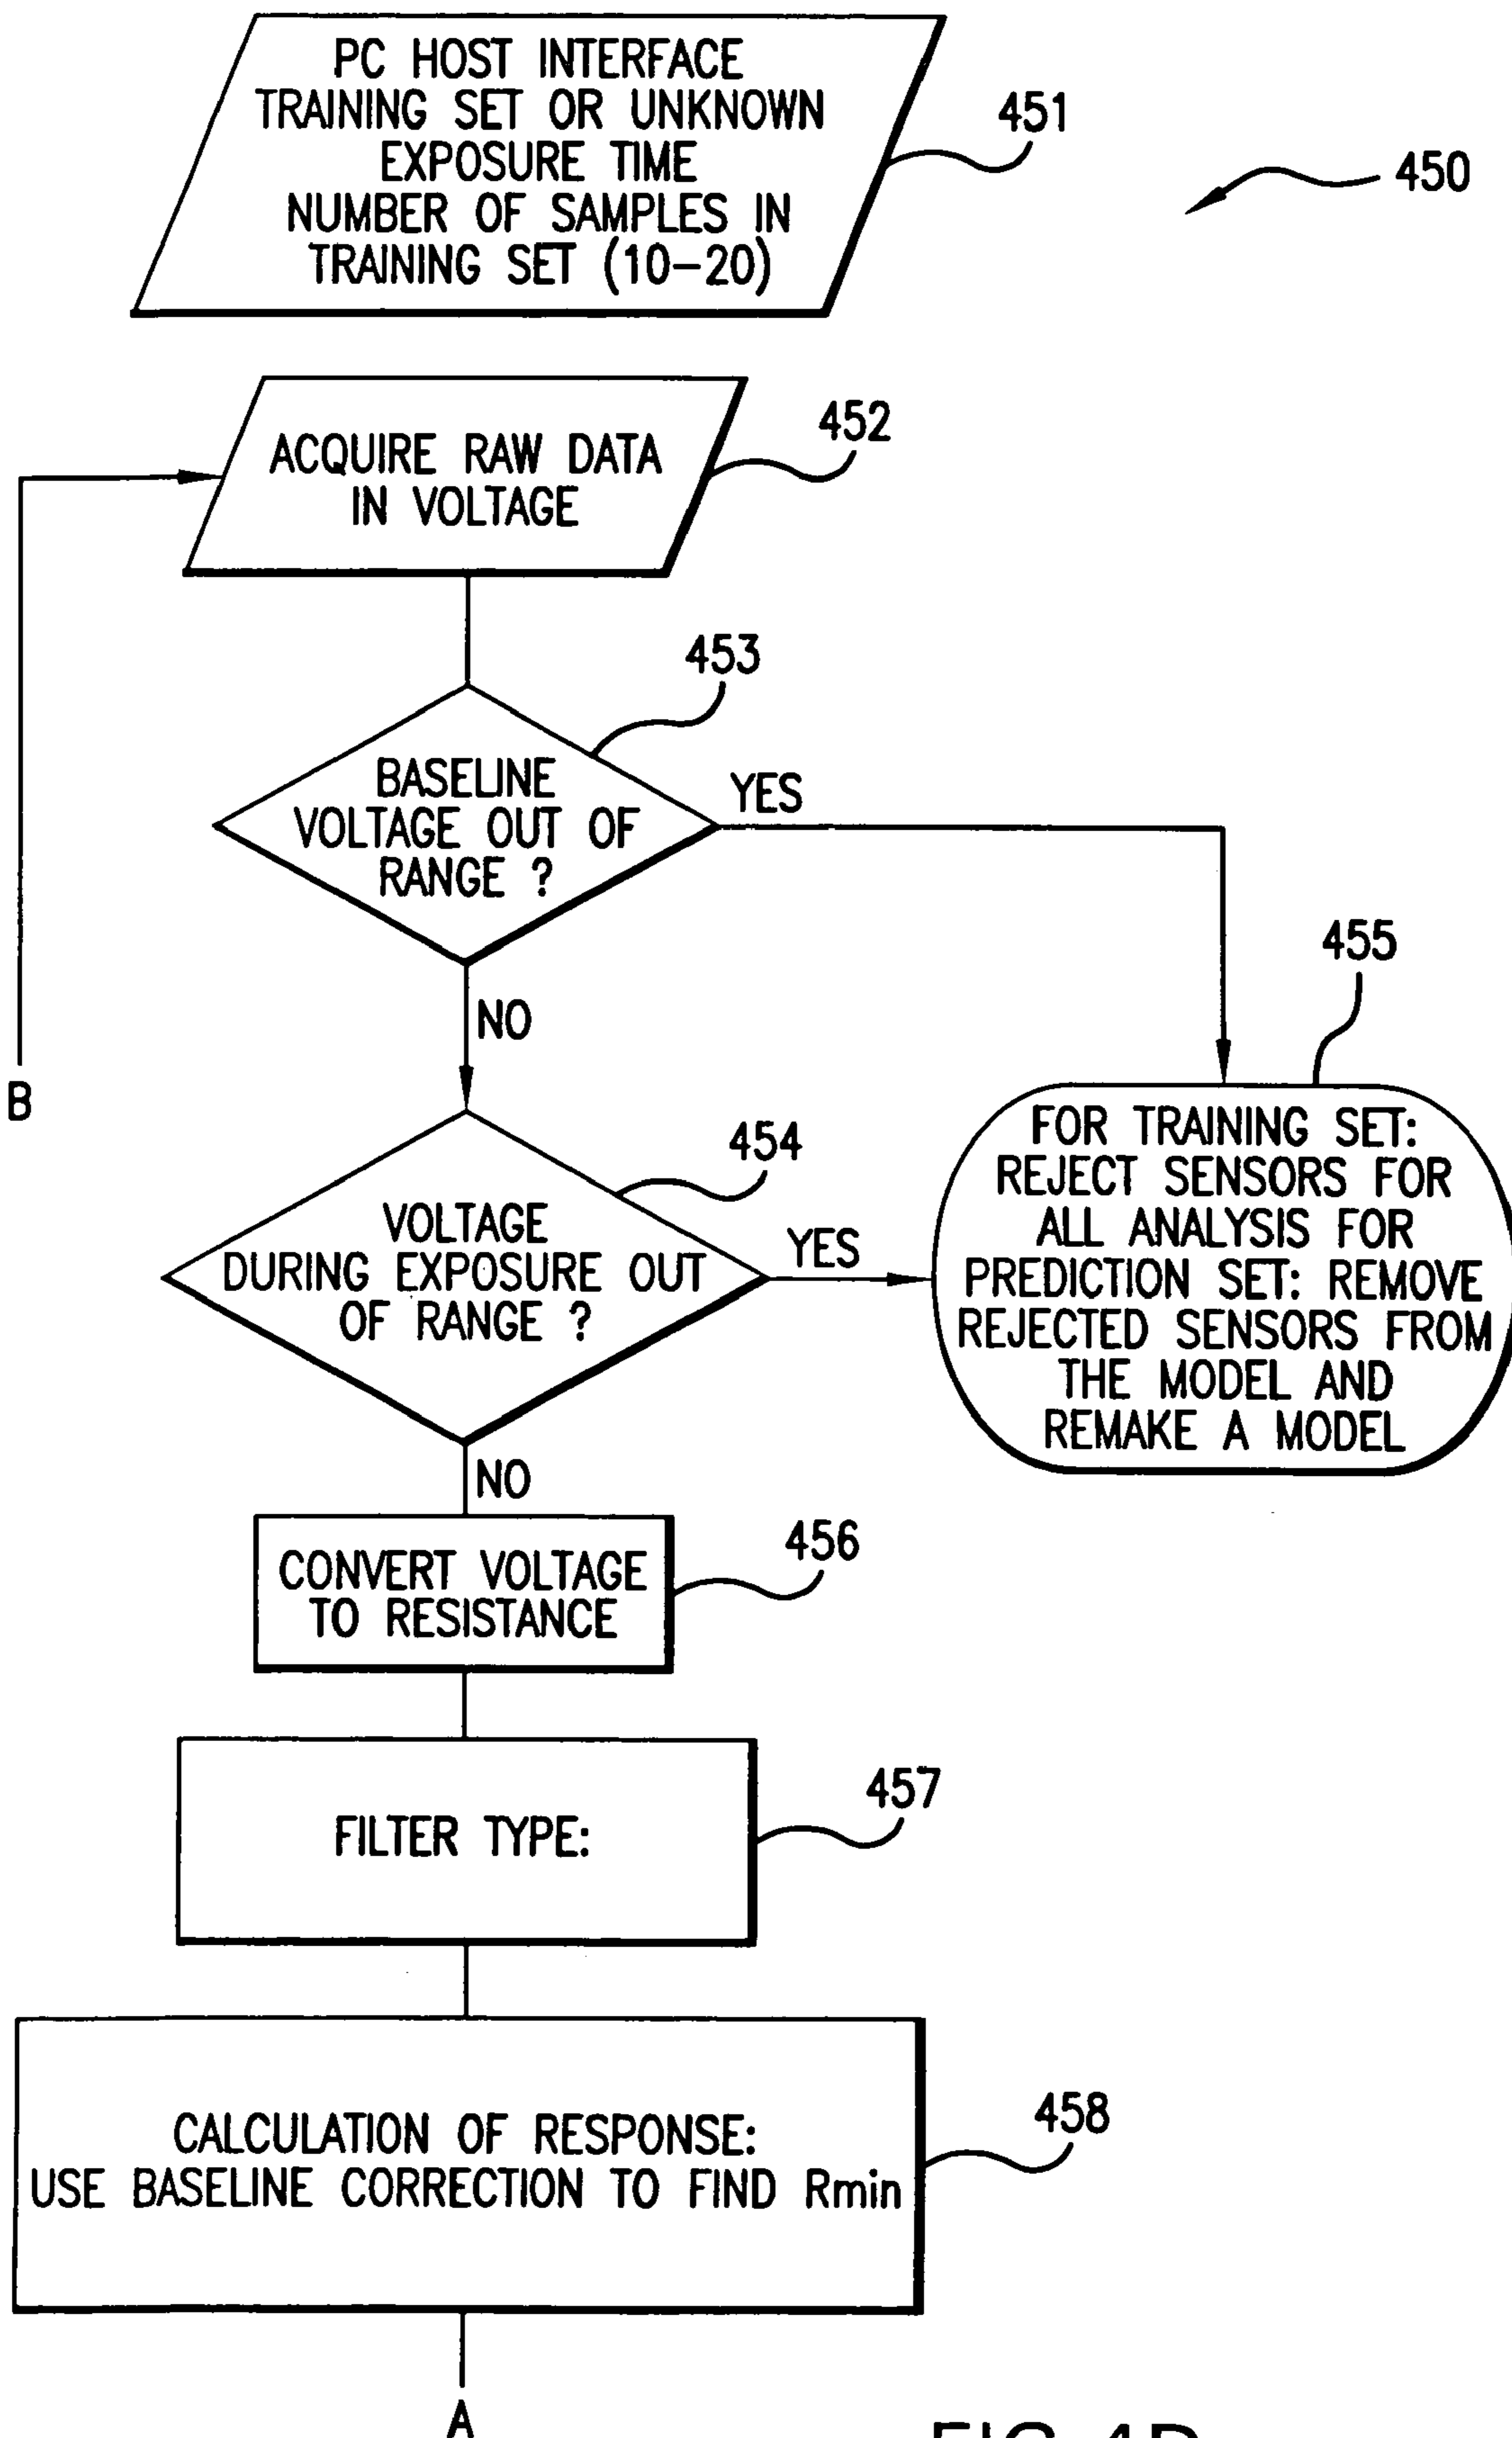 PC HOST INTERFACE
TRAINING SET OR UNKNOWN
EXPOSURE TIME
NUMBER OF SAMPLES IN
TRAINING SET (10-20)
451
450
ACQUIRE RAW DATA
IN VOLTAGE
452
453
BASELINE
VOLTAGE OUT OF
RANGE ?
YES
NO
B
455
FOR TRAINING SET:
REJECT SENSORS FOR
ALL ANALYSIS FOR
PREDICTION SET: REMOVE
REJECTED SENSORS FROM
THE MODEL AND
REMAKE A MODEL
454
VOLTAGE
DURING EXPOSURE OUT
OF RANGE ?
YES
NO
CONVERT VOLTAGE
TO RESISTANCE
456
FILTER TYPE:
457
CALCULATION OF RESPONSE:
USE BASELINE CORRECTION TO FIND Rmin
458
A